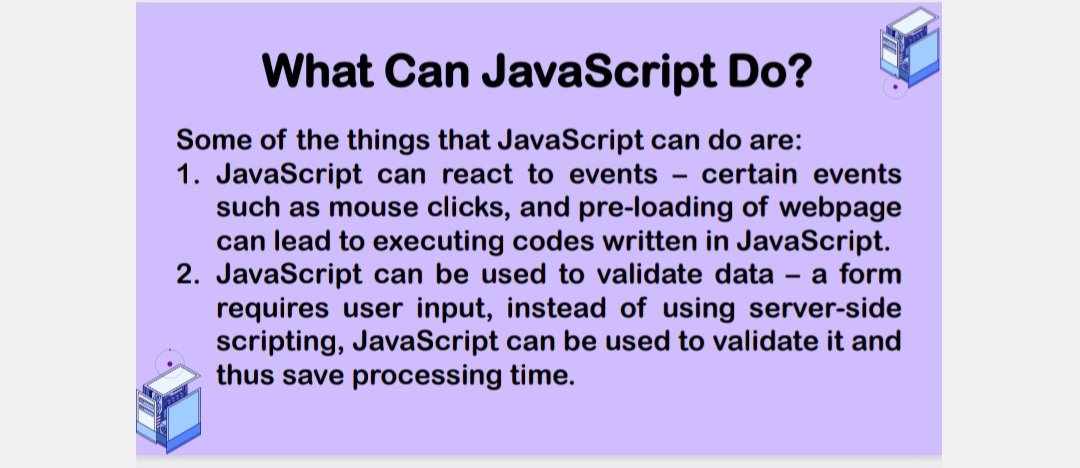 What Can JavaScript Do?
Some of the things that JavaScript can do are:
1. JavaScript can react to events – certain events
such as mouse clicks, and pre-loading of webpage
can lead to executing codes written in JavaScript.
2. JavaScript can be used to validate data – a form
requires user input, instead of using server-side
scripting, JavaScript can be used to validate it and
thus save processing time.